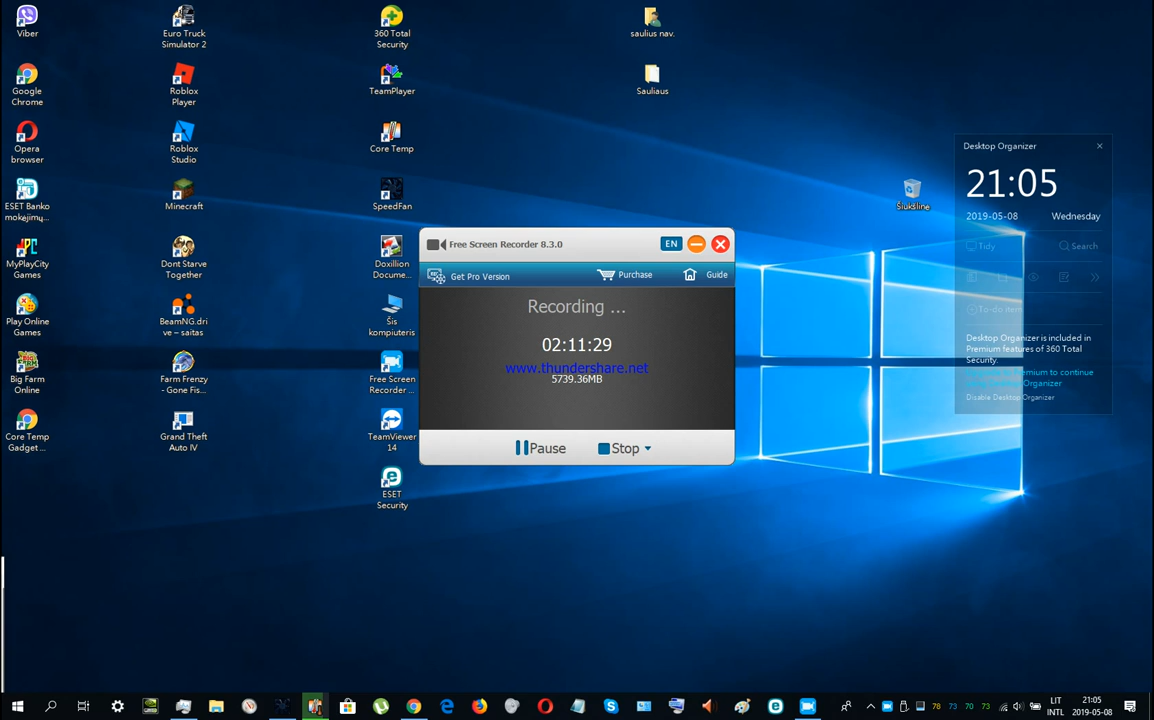 Viber
Google
Chrome
Opera
browser
ESET Banko
mokėjimų...
MyPlayCity
Games
Play Online
Games
Big Farm
Online
Core Temp
Gadget ...
Euro Truck
Simulator 2
Roblox
Player
Roblox
Studio
Minecraft
Dont Starve
Together
BeamNG.dri
ve – saitas
Farm Frenzy
- Gone Fis...
Grand Theft
Auto IV
360 Total
Security
TeamPlayer
Core Temp
SpeedFan
Doxillion
Docume...
Šis
kompiuteris
Free Screen
Recorder ...
TeamViewer
14
ESET
Security
saulius nav.
Sauliaus
Šiukšlinė
Free Screen Recorder 8.3.0
EN
Get Pro Version
Purchase
Guide
Recording ...
02:11:29
www.thundershare.net
5739.36MB
Pause
Stop
Desktop Organizer
21:05
2019-05-08 Wednesday
Tidy
Search
To-do item
Desktop Organizer is included in
Premium features of 360 Total
Security.
Premium to continue
Organizer
Disable Desktop Organizer
78 73 70 73
LIT
INTL
21:05
2019-05-08